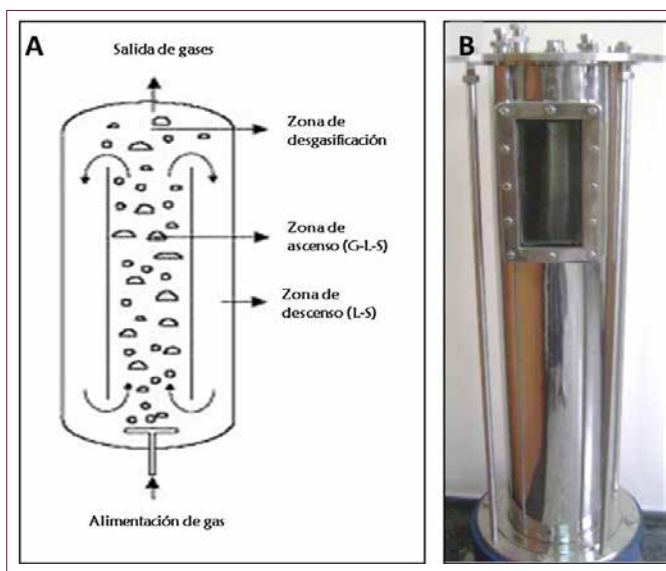 A
Salida de gases
Zona de
desgasificación
Zona de
ascenso (G-L-S)
Zona de
descenso (L-S)
Alimentación de gas
B